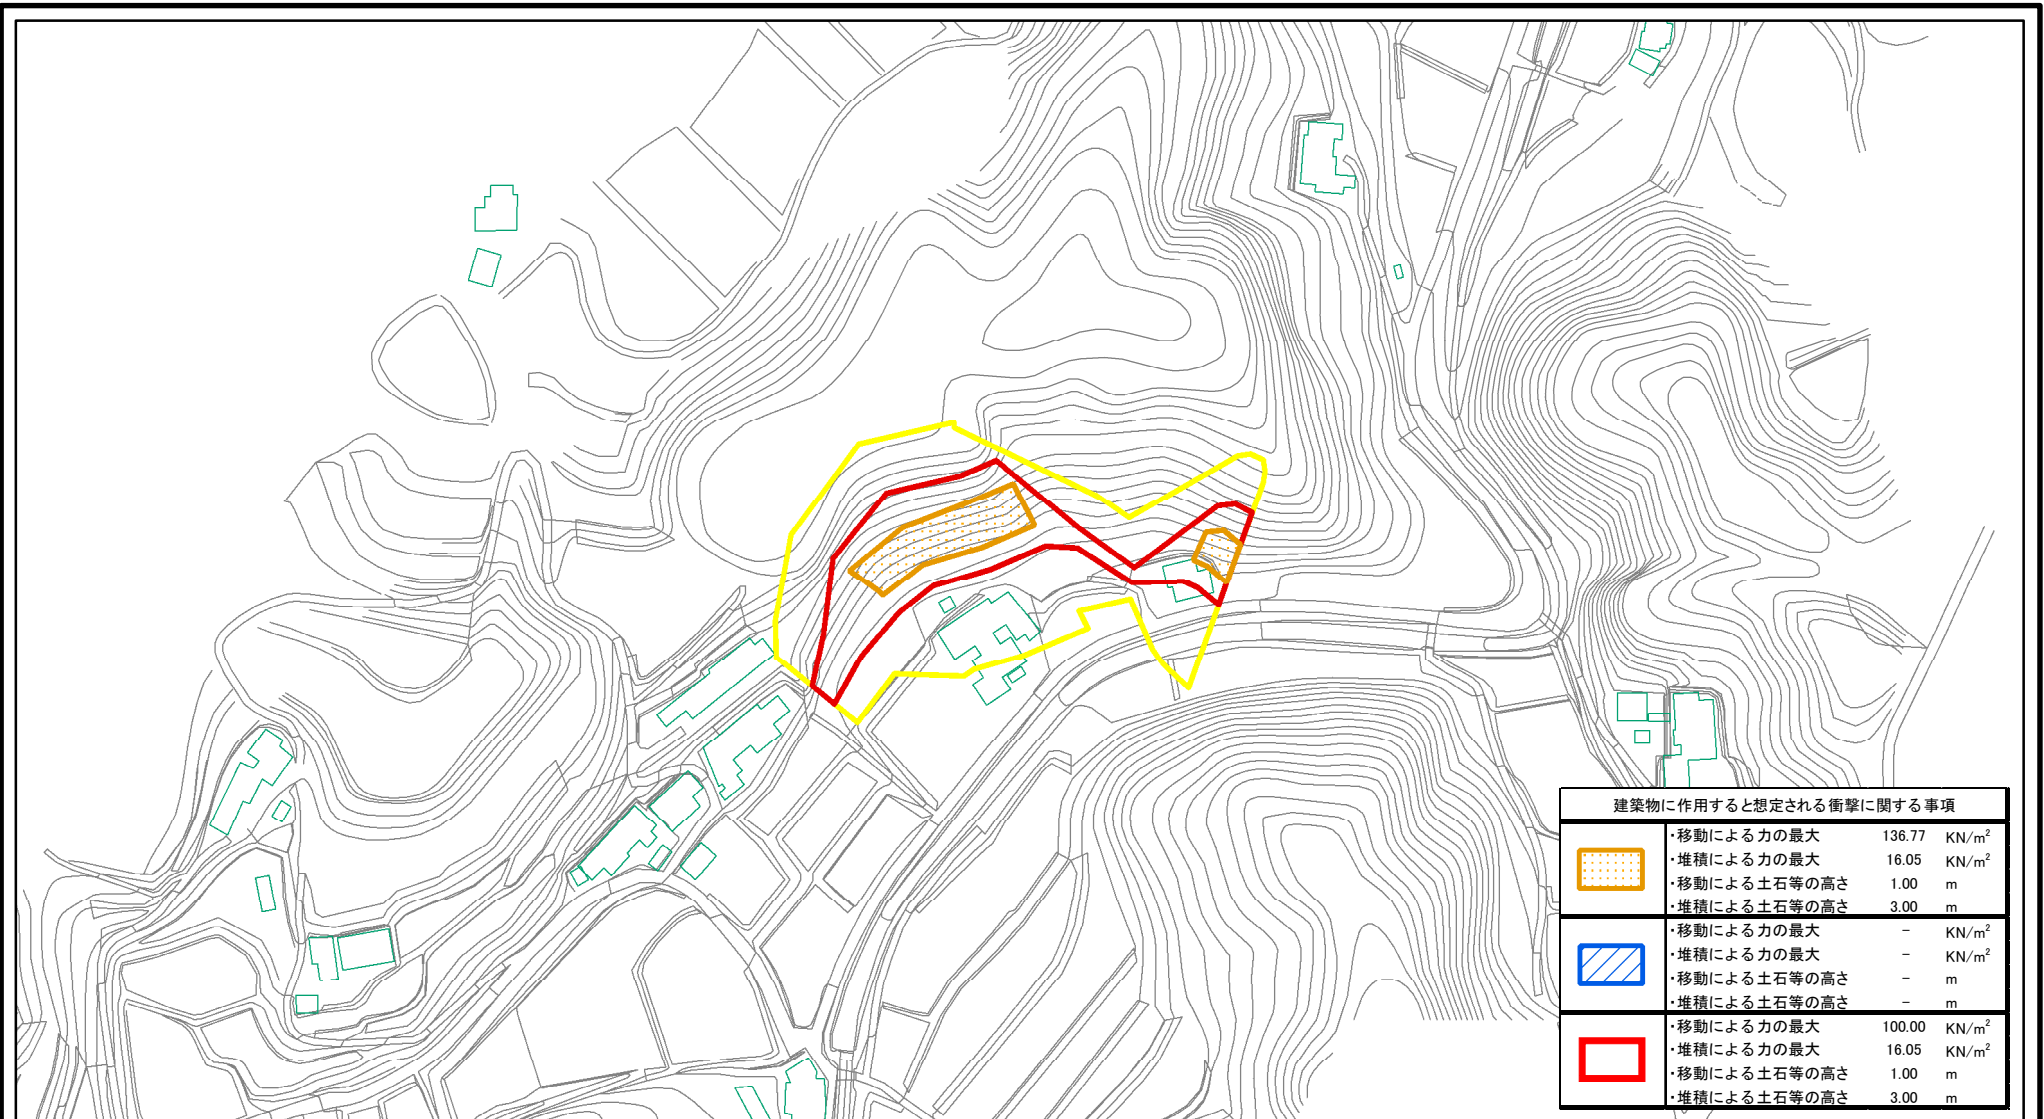 建築物に作用すると想定される衝撃に関する事項
・移動による力の最大 136.77 KN/m²
・堆積による力の最大 16.05 KN/m²
・移動による土石等の高さ 1.00 m
・堆積による土石等の高さ 3.00 m
・移動による力の最大 － KN/m²
・堆積による力の最大 － KN/m²
・移動による土石等の高さ － m
・堆積による土石等の高さ － m
・移動による力の最大 100.00 KN/m²
・堆積による力の最大 16.05 KN/m²
・移動による土石等の高さ 1.00 m
・堆積による土石等の高さ 3.00 m